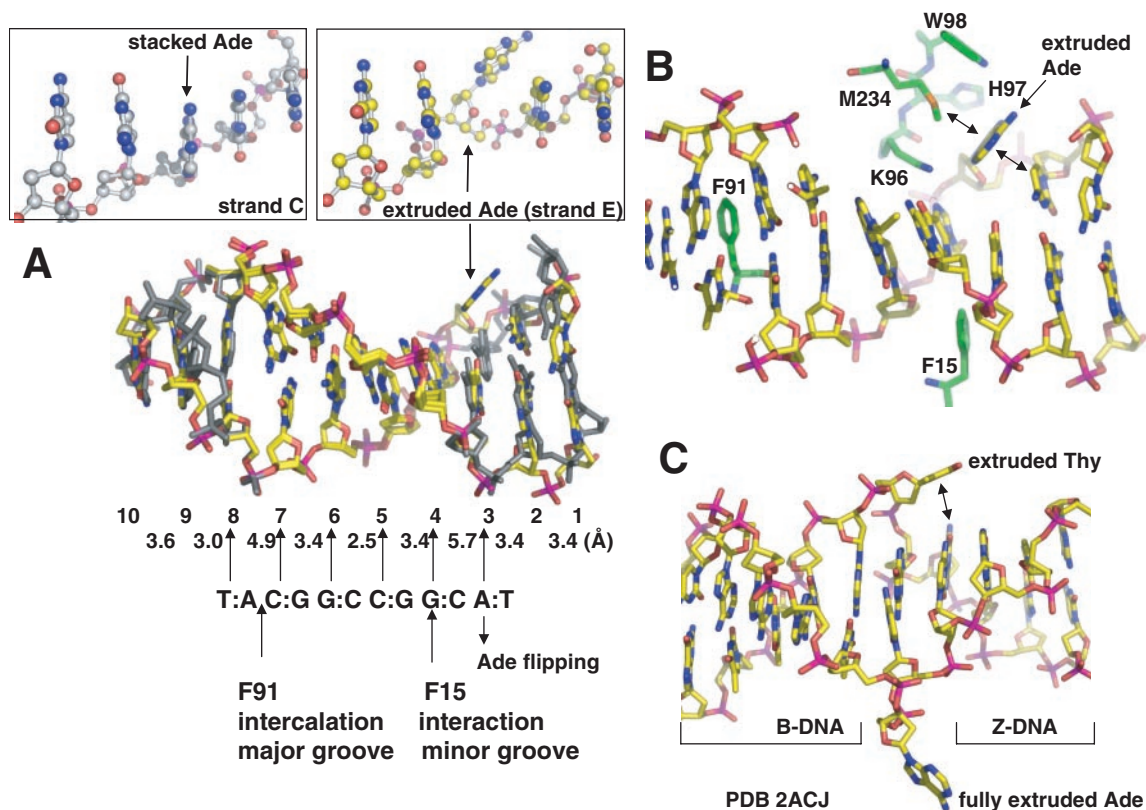 stacked Ade
strand C
extruded Ade (strand E)
A
10 9 8 7 6 5 4 3 2 1
3.6 3.0 4.9 3.4 2.5 3.4 5.7 3.4 3.4 (Å)
T:A C:G G:C C:G G:C A:T
Ade flipping
F91
intercalation
major groove
F15
interaction
minor groove
B
W98
extruded
Ade
H97
M234
K96
F91
F15
C
extruded Thy
B-DNA
Z-DNA
PDB 2ACJ
fully extruded Ade